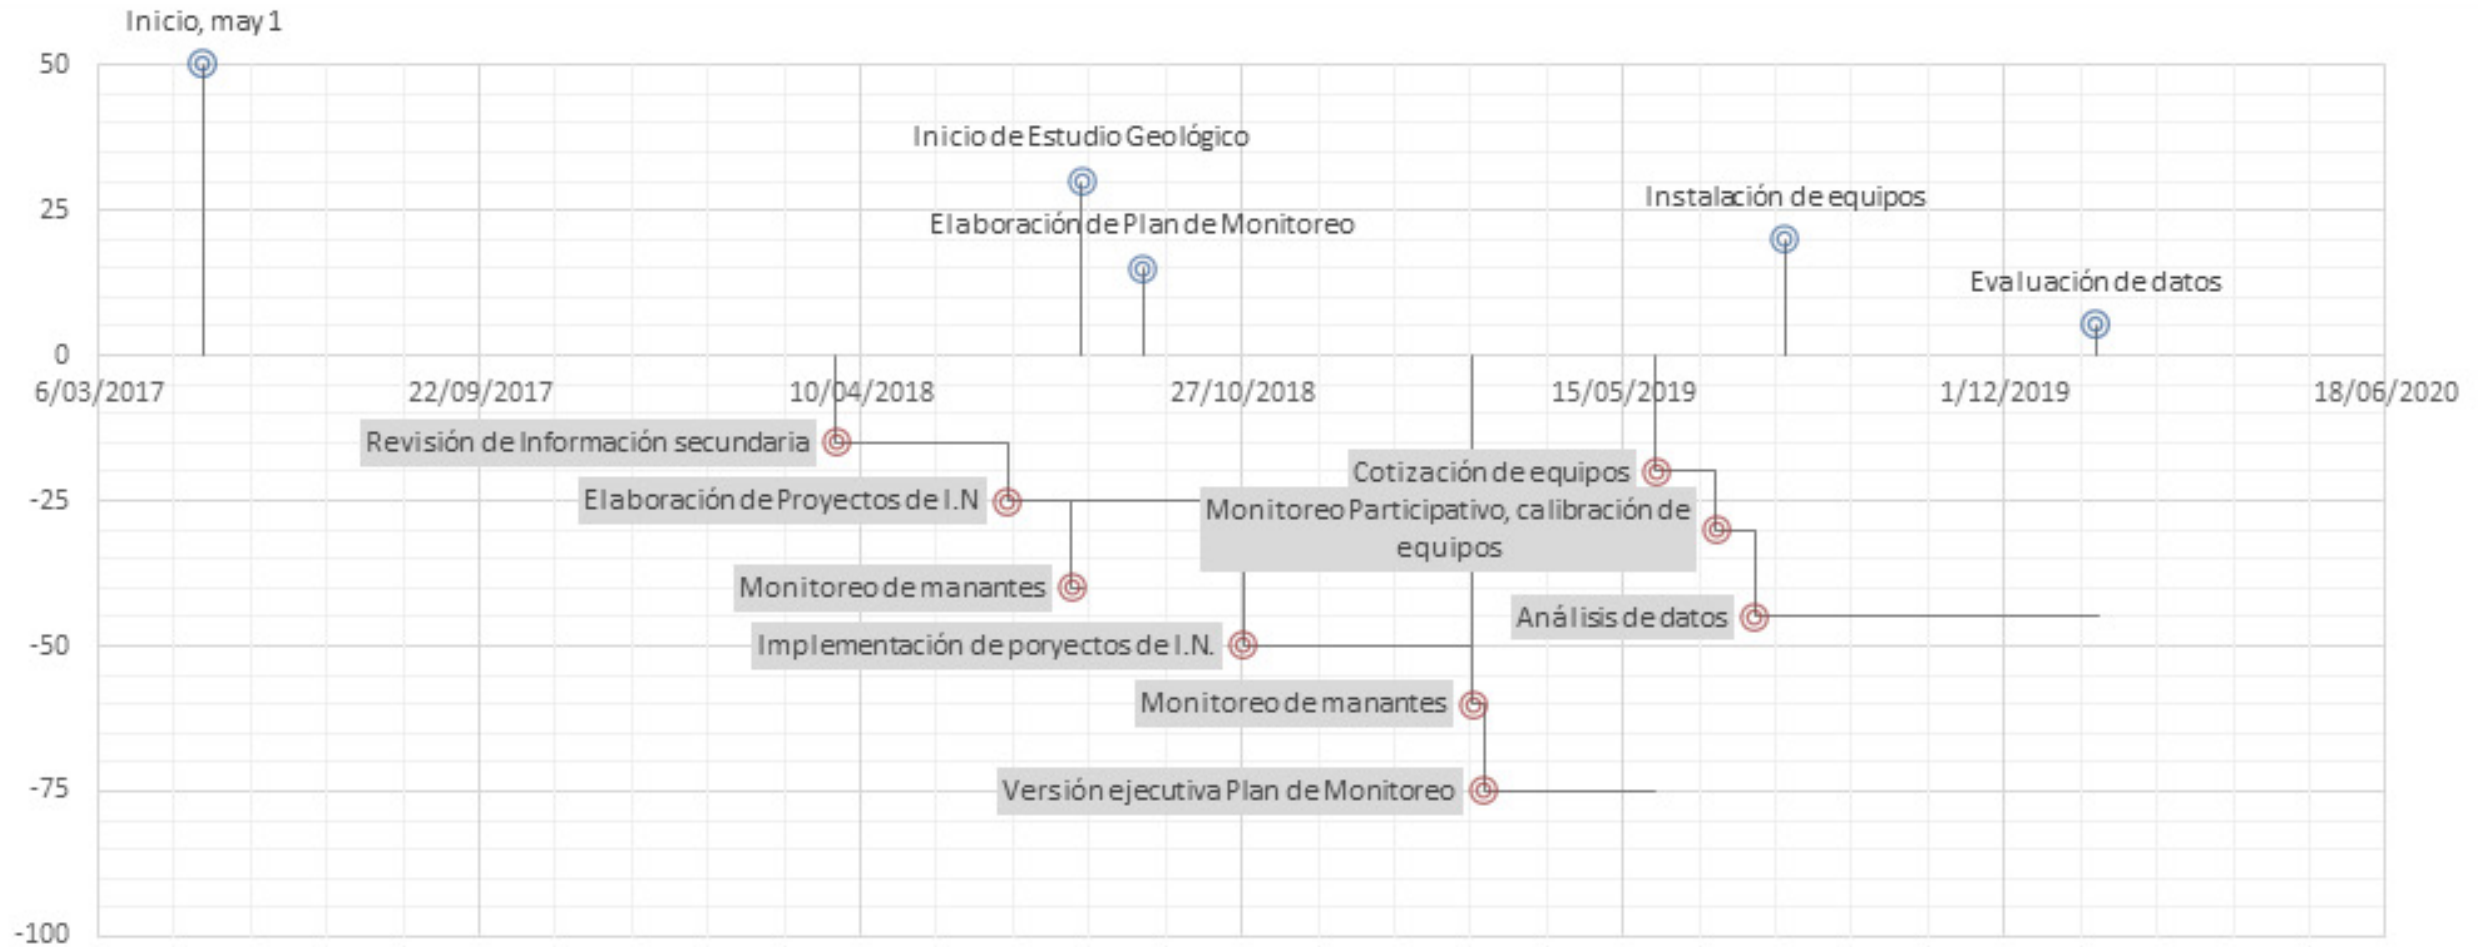 Inicio, may 1
50
Inicio de Estudio Geológico
Instalación de equipos
25
Elaboración de Plan de Monitoreo
Evaluación de datos
0
6/03/2017
22/09/2017
10/04/2018
27/10/2018
15/05/2019
1/12/2019
18/06/2020
Revisión de Información secundaria
Cotización de equipos
-25
Elaboración de Proyectos de I.N
Monitoreo Participativo, calibración de
equipos
Monitoreo de manantes
Análisis de datos
-50
Implementación de poryectos de I.N.
Monitoreo de manantes
-75
Versión ejecutiva Plan de Monitoreo
-100